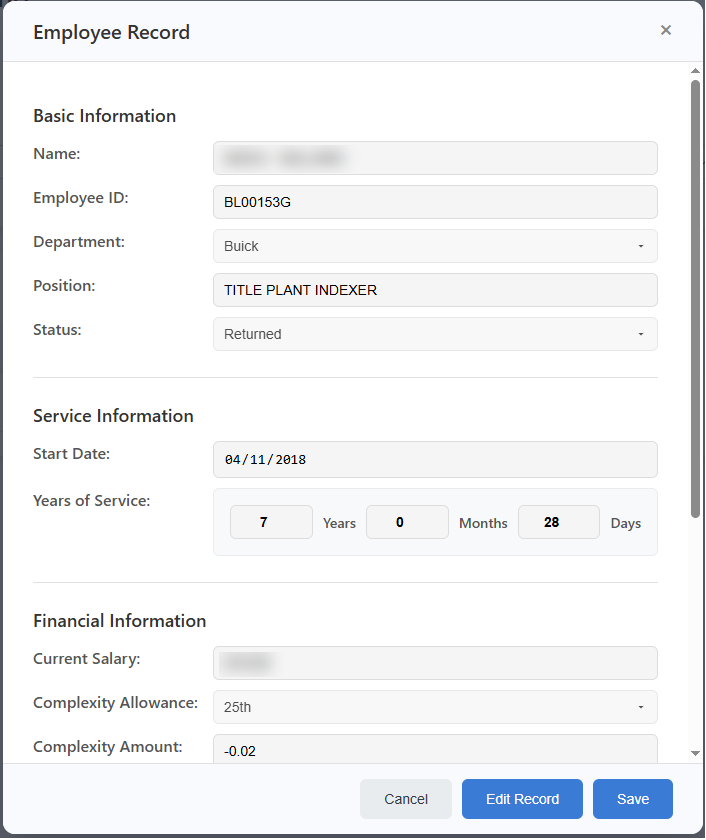 Employee Record ×
Basic Information
Name:
Employee ID: BL00153G
Department: Buick
Position: TITLE PLANT INDEXER
Status: Returned
Service Information
Start Date: 04/11/2018
Years of Service: 7 Years 0 Months 28 Days
Financial Information
Current Salary:
Complexity Allowance: 25th
Complexity Amount: -0.02
Cancel Edit Record Save